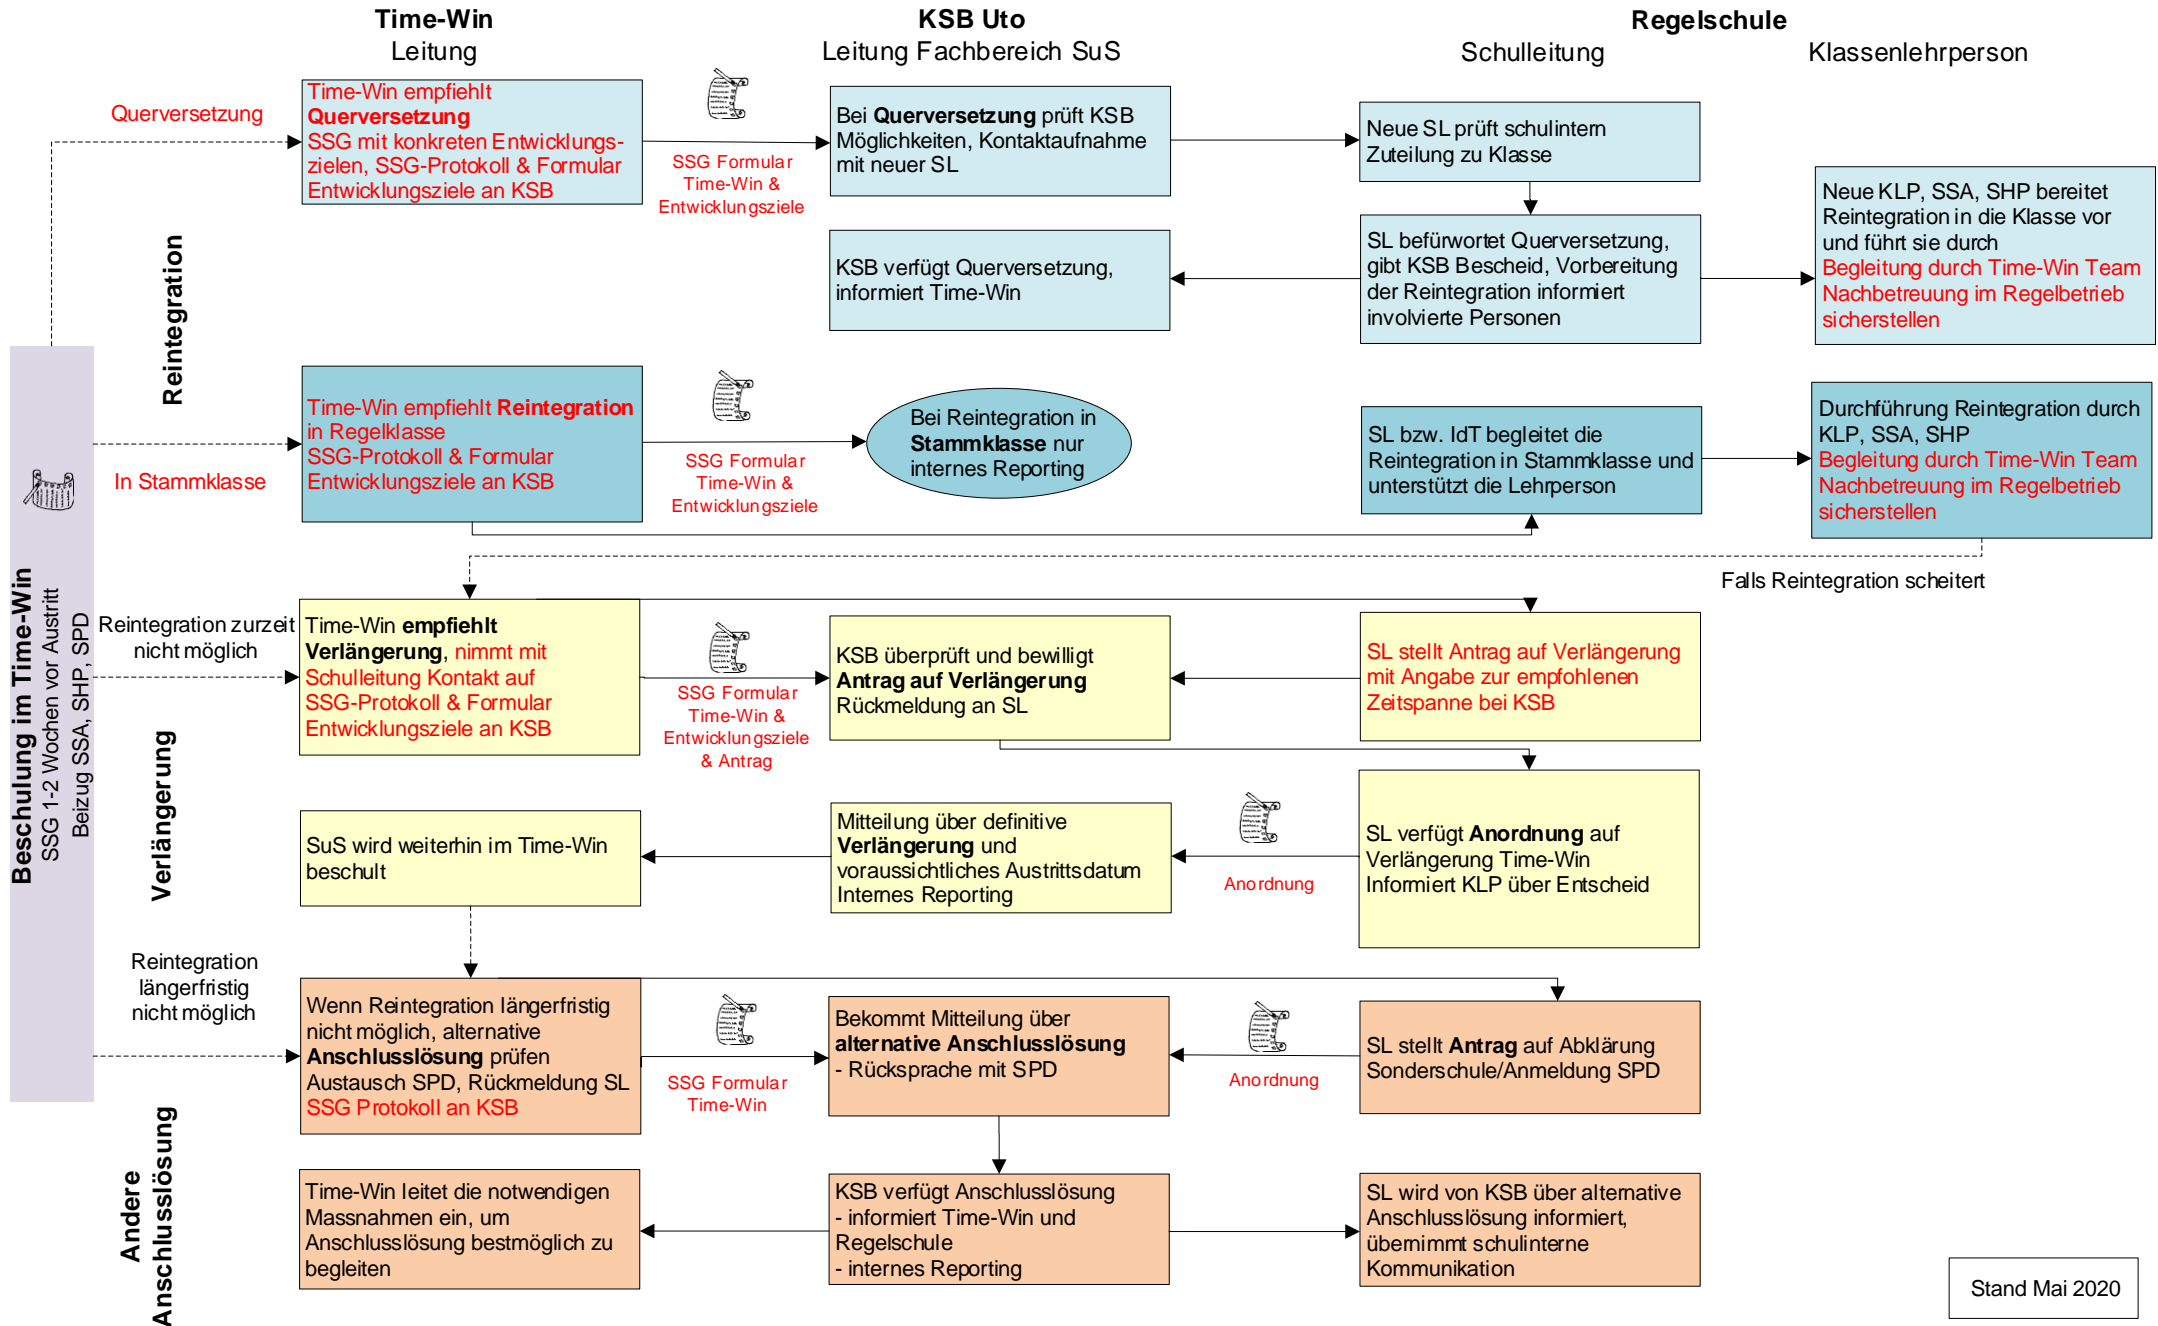 Time-Win
Leitung
KSB Uto
Leitung Fachbereich SuS
Regelschule
Schulleitung
Klassenlehrperson
Beschulung im Time-Win
SSG 1-2 Wochen vor Austritt
Beizug SSA, SHP, SPD
Reintegration
Querversetzung
Time-Win empfiehlt
Querversetzung
SSG mit konkreten Entwicklungs-
zielen, SSG-Protokoll & Formular
Entwicklungsziele an KSB
SSG Formular
Time-Win &
Entwicklungsziele
Bei Querversetzung prüft KSB
Möglichkeiten, Kontaktaufnahme
mit neuer SL
Neue SL prüft schulintern
Zuteilung zu Klasse
KSB verfügt Querversetzung,
informiert Time-Win
SL befürwortet Querversetzung,
gibt KSB Bescheid, Vorbereitung
der Reintegration informiert
involvierte Personen
Neue KLP, SSA, SHP bereitet
Reintegration in die Klasse vor
und führt sie durch
Begleitung durch Time-Win Team
Nachbetreuung im Regelbetrieb
sicherstellen
In Stammklasse
Time-Win empfiehlt Reintegration
in Regelklasse
SSG-Protokoll & Formular
Entwicklungsziele an KSB
SSG Formular
Time-Win &
Entwicklungsziele
Bei Reintegration in
Stammklasse nur
internes Reporting
SL bzw. IdT begleitet die
Reintegration in Stammklasse und
unterstützt die Lehrperson
Durchführung Reintegration durch
KLP, SSA, SHP
Begleitung durch Time-Win Team
Nachbetreuung im Regelbetrieb
sicherstellen
Falls Reintegration scheitert
Verlängerung
Reintegration zurzeit
nicht möglich
Time-Win empfiehlt
Verlängerung, nimmt mit
Schulleitung Kontakt auf
SSG-Protokoll & Formular
Entwicklungsziele an KSB
SSG Formular
Time-Win &
Entwicklungsziele
& Antrag
KSB überprüft und bewilligt
Antrag auf Verlängerung
Rückmeldung an SL
SL stellt Antrag auf Verlängerung
mit Angabe zur empfohlenen
Zeitspanne bei KSB
SuS wird weiterhin im Time-Win
beschult
Mitteilung über definitive
Verlängerung und
voraussichtliches Austrittsdatum
Internes Reporting
Anordnung
SL verfügt Anordnung auf
Verlängerung Time-Win
Informiert KLP über Entscheid
Andere
Anschlusslösung
Reintegration
längerfristig
nicht möglich
Wenn Reintegration längerfristig
nicht möglich, alternative
Anschlusslösung prüfen
Austausch SPD, Rückmeldung SL
SSG Protokoll an KSB
SSG Formular
Time-Win
Bekommt Mitteilung über
alternative Anschlusslösung
- Rücksprache mit SPD
Anordnung
SL stellt Antrag auf Abklärung
Sonderschule/Anmeldung SPD
Time-Win leitet die notwendigen
Massnahmen ein, um
Anschlusslösung bestmöglich zu
begleiten
KSB verfügt Anschlusslösung
- informiert Time-Win und
Regelschule
- internes Reporting
SL wird von KSB über alternative
Anschlusslösung informiert,
übernimmt schulinterne
Kommunikation
Stand Mai 2020